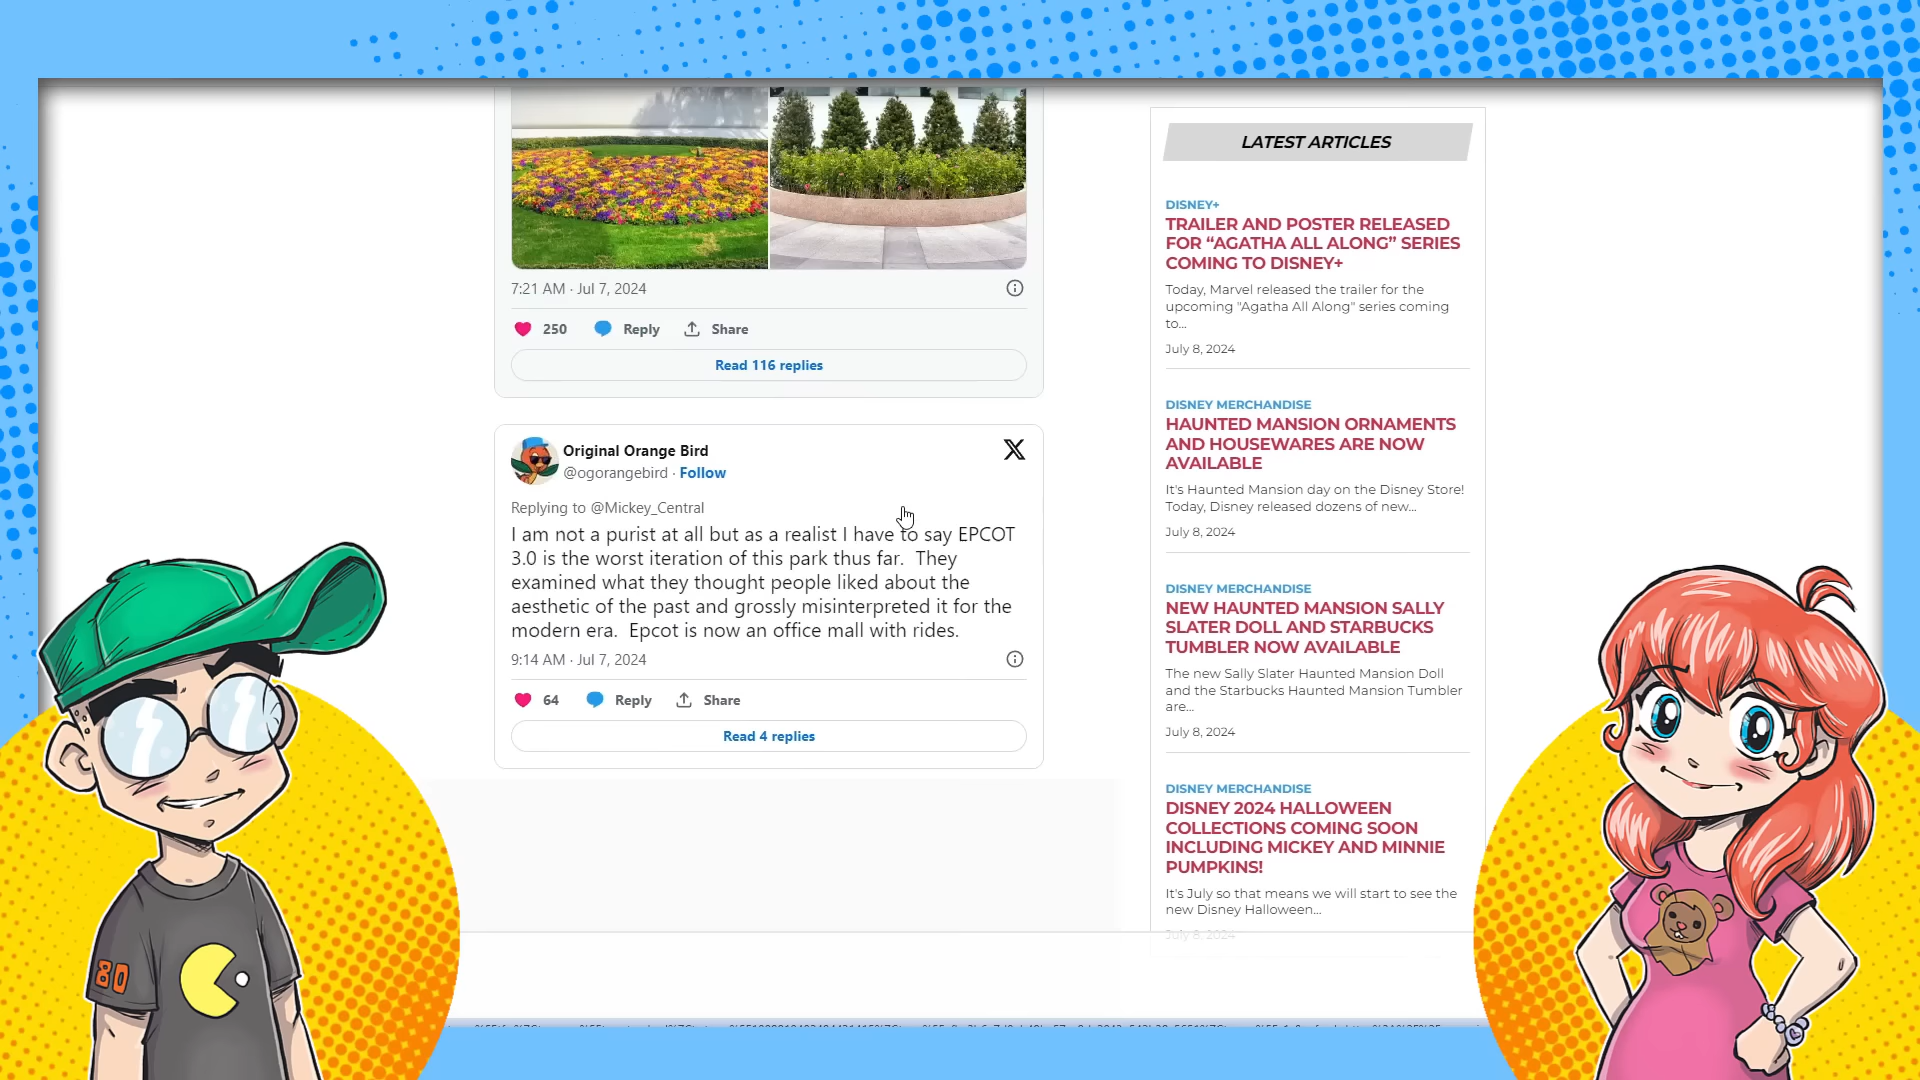 7:21 AM · Jul 7, 2024
250 Reply Share
Read 116 replies
Original Orange Bird
@ogorangebird · Follow
Replying to @Mickey_Central
I am not a purist at all but as a realist I have to say EPCOT
3.0 is the worst iteration of this park thus far.  They
examined what they thought people liked about the
aesthetic of the past and grossly misinterpreted it for the
modern era.  Epcot is now an office mall with rides.
9:14 AM · Jul 7, 2024
64 Reply Share
Read 4 replies
LATEST ARTICLES
DISNEY+
TRAILER AND POSTER RELEASED
FOR “AGATHA ALL ALONG” SERIES
COMING TO DISNEY+
Today, Marvel released the trailer for the
upcoming "Agatha All Along" series coming
to...
July 8, 2024
DISNEY MERCHANDISE
HAUNTED MANSION ORNAMENTS
AND HOUSEWARES ARE NOW
AVAILABLE
It's Haunted Mansion day on the Disney Store!
Today, Disney released dozens of new...
July 8, 2024
DISNEY MERCHANDISE
NEW HAUNTED MANSION SALLY
SLATER DOLL AND STARBUCKS
TUMBLER NOW AVAILABLE
The new Sally Slater Haunted Mansion Doll
and the Starbucks Haunted Mansion Tumbler
are...
July 8, 2024
DISNEY MERCHANDISE
DISNEY 2024 HALLOWEEN
COLLECTIONS COMING SOON
INCLUDING MICKEY AND MINNIE
PUMPKINS!
It's July so that means we will start to see the
new Disney Halloween...
July 8, 2024
80